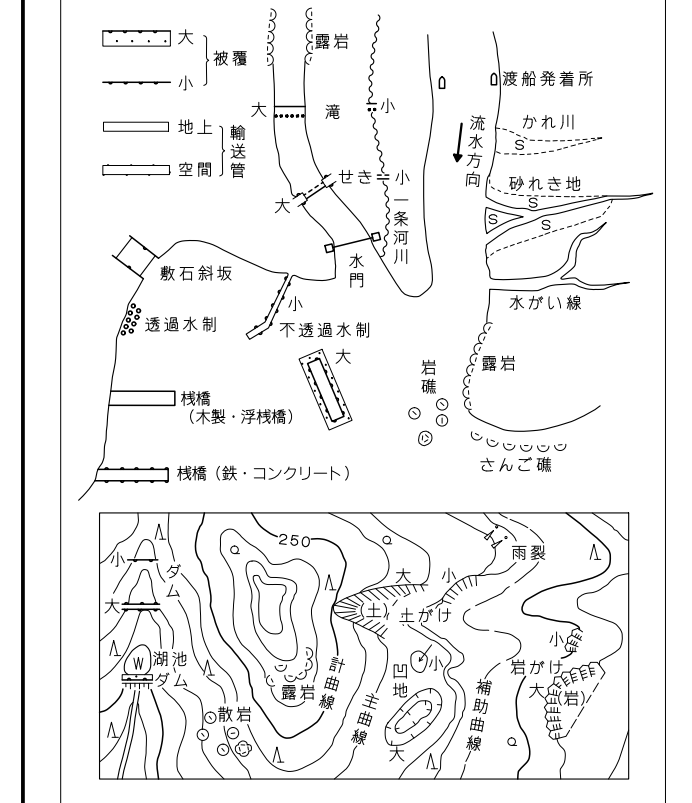 大
被覆
小
地上
輸送管
空間
露岩
大
滝
小
せき
小
大
一条河川
水門
渡船発着所
流水方向
かれ川
S
砂れき地
S
S
S
水がい線
敷石斜坂
小
透過水制
不透過水制
大
岩礁
露岩
桟橋
(木製・浮桟橋)
さんご礁
桟橋(鉄・コンクリート)
250
雨裂
小
ダム
大
大
小
(土)
土がけ
小
W
湖池
ダム
計曲線
露岩
主曲線
凹地
小
岩がけ
大
(岩)
補助曲線
散岩
大